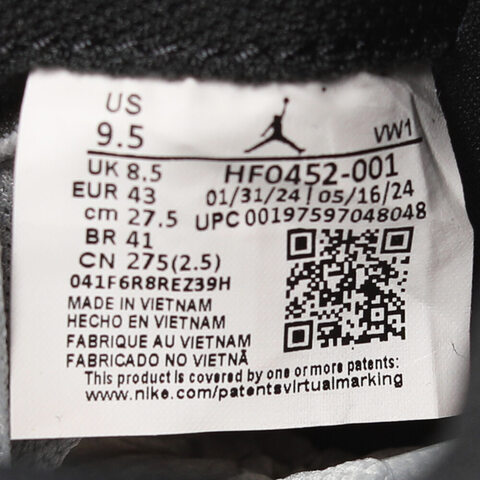 US
9.5
VW1
UK 8.5
HF0452-001
EUR 43
01/31/24 | 05/16/24
cm 27.5
UPC 00197597048048
BR 41
CN 275(2.5)
041F6R8REZ39H
MADE IN VIETNAM
HECHO EN VIETNAM
FABRIQUE AU VIETNAM
FABRICADO NO VIETNÃ
This product is covered by one or more patents:
www.nike.com/patentsvirtualmarking